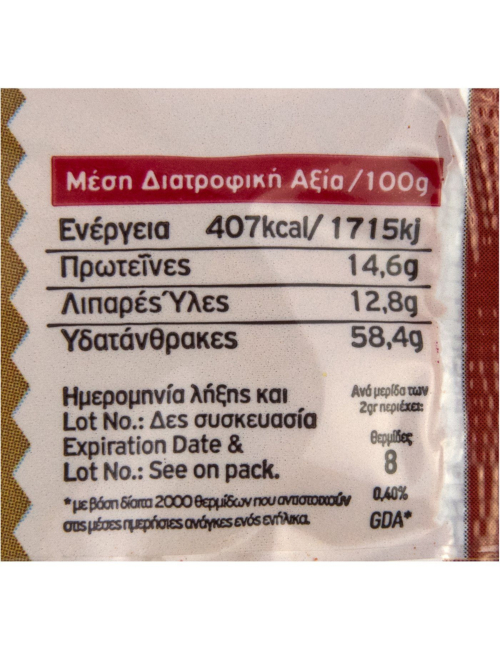 Μέση Διατροφική Αξία/100g
Ενέργεια 407kcal/ 1715kj
Πρωτεΐνες 14,6g
Λιπαρές Ύλες 12,8g
Υδατάνθρακες 58,4g
Ημερομηνία λήξης και
Lot No.: Δες συσκευασία
Expiration Date &
Lot No.: See on pack.
*με βάση δίαιτα 2000 θερμίδων που αντιστοιχούν
στις μέσες ημερήσιες ανάγκες ενός ενήλικα.
Ανά μερίδα των
2gr περιέχει:
Θερμίδες
8
0,40%
GDA*